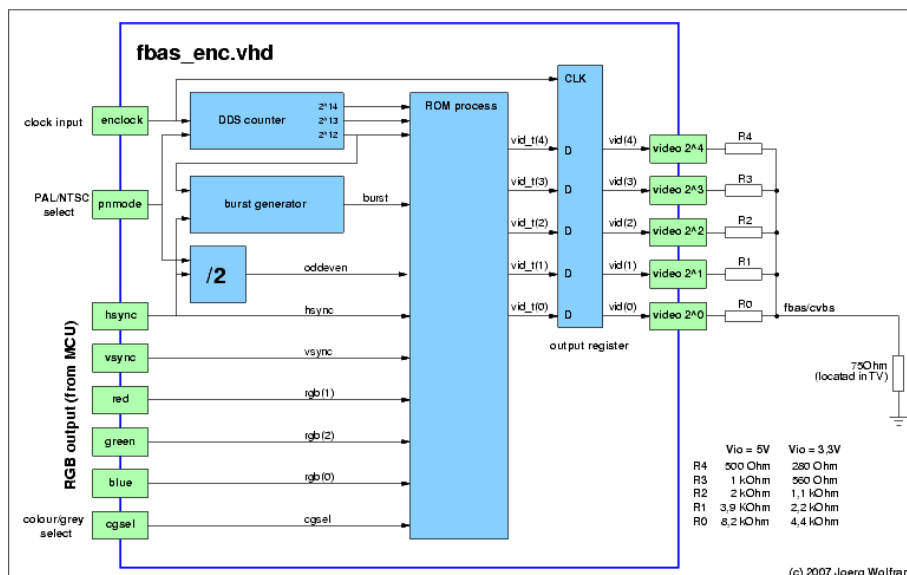 fbas_enc.vhd
CLK
clock input
enclock
DDS counter
2^14
2^13
2^12
ROM process
PAL/NTSC
select
pnmode
burst generator
burst
/2
oddeven
RGB output (from MCU)
hsync
hsync
vsync
vsync
red
rgb(1)
green
rgb(2)
blue
rgb(0)
colour/grey
select
cgsel
cgsel
vid_t(4)
D
vid(4)
video 2^4
R4
vid_t(3)
D
vid(3)
video 2^3
R3
vid_t(2)
D
vid(2)
video 2^2
R2
vid_t(1)
D
vid(1)
video 2^1
R1
vid_t(0)
D
vid(0)
video 2^0
R0
output register
fbas/cvbs
75Ohm
(locatad in TV)
Vio = 5V Vio = 3,3V
R4 500 Ohm 280 Ohm
R3 1 kOhm 560 Ohm
R2 2 kOhm 1,1 kOhm
R1 3,9 kOhm 2,2 kOhm
R0 8,2 kOhm 4,4 kOhm
(c) 2007 Joerg Wolfram